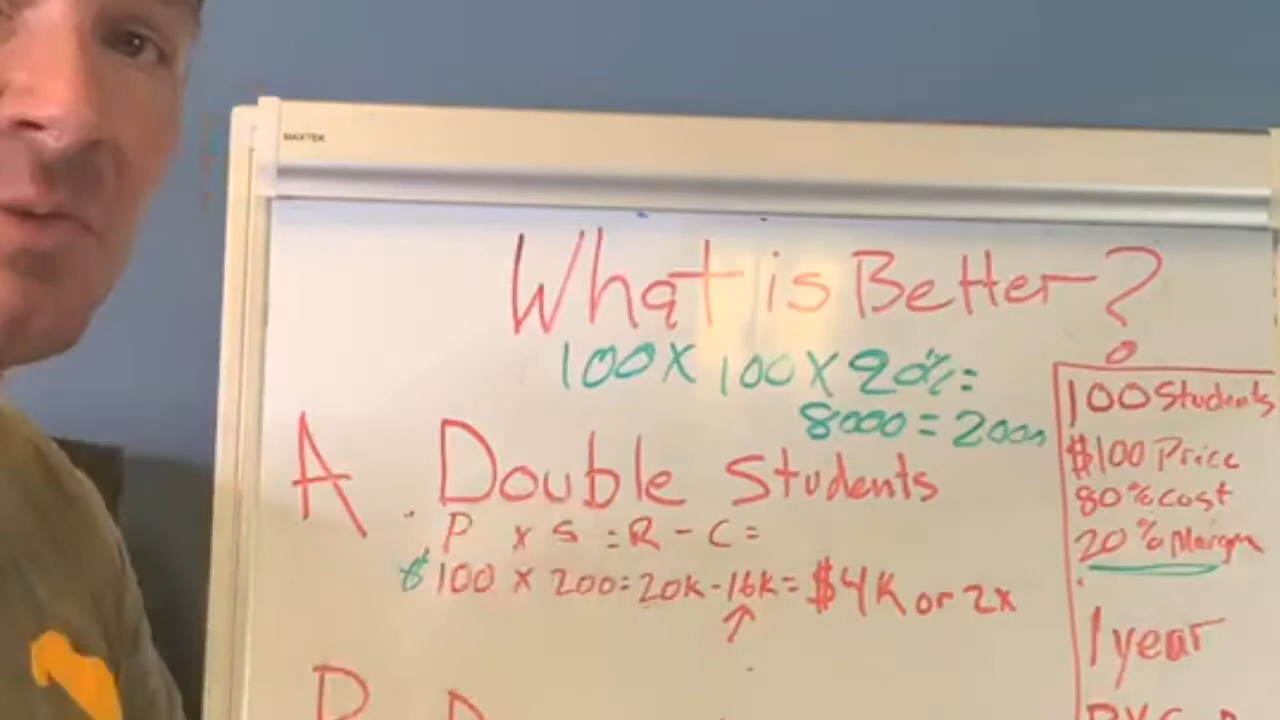 MAXTEK
What is Better?
100 x 100 x 20% =
8000 = 200
A. Double Students
P x S = R - C =
$100 x 200 = 20K - 16K = $4K or 2x
100 Students
$100 Price
80% cost
20% Margin
1 year